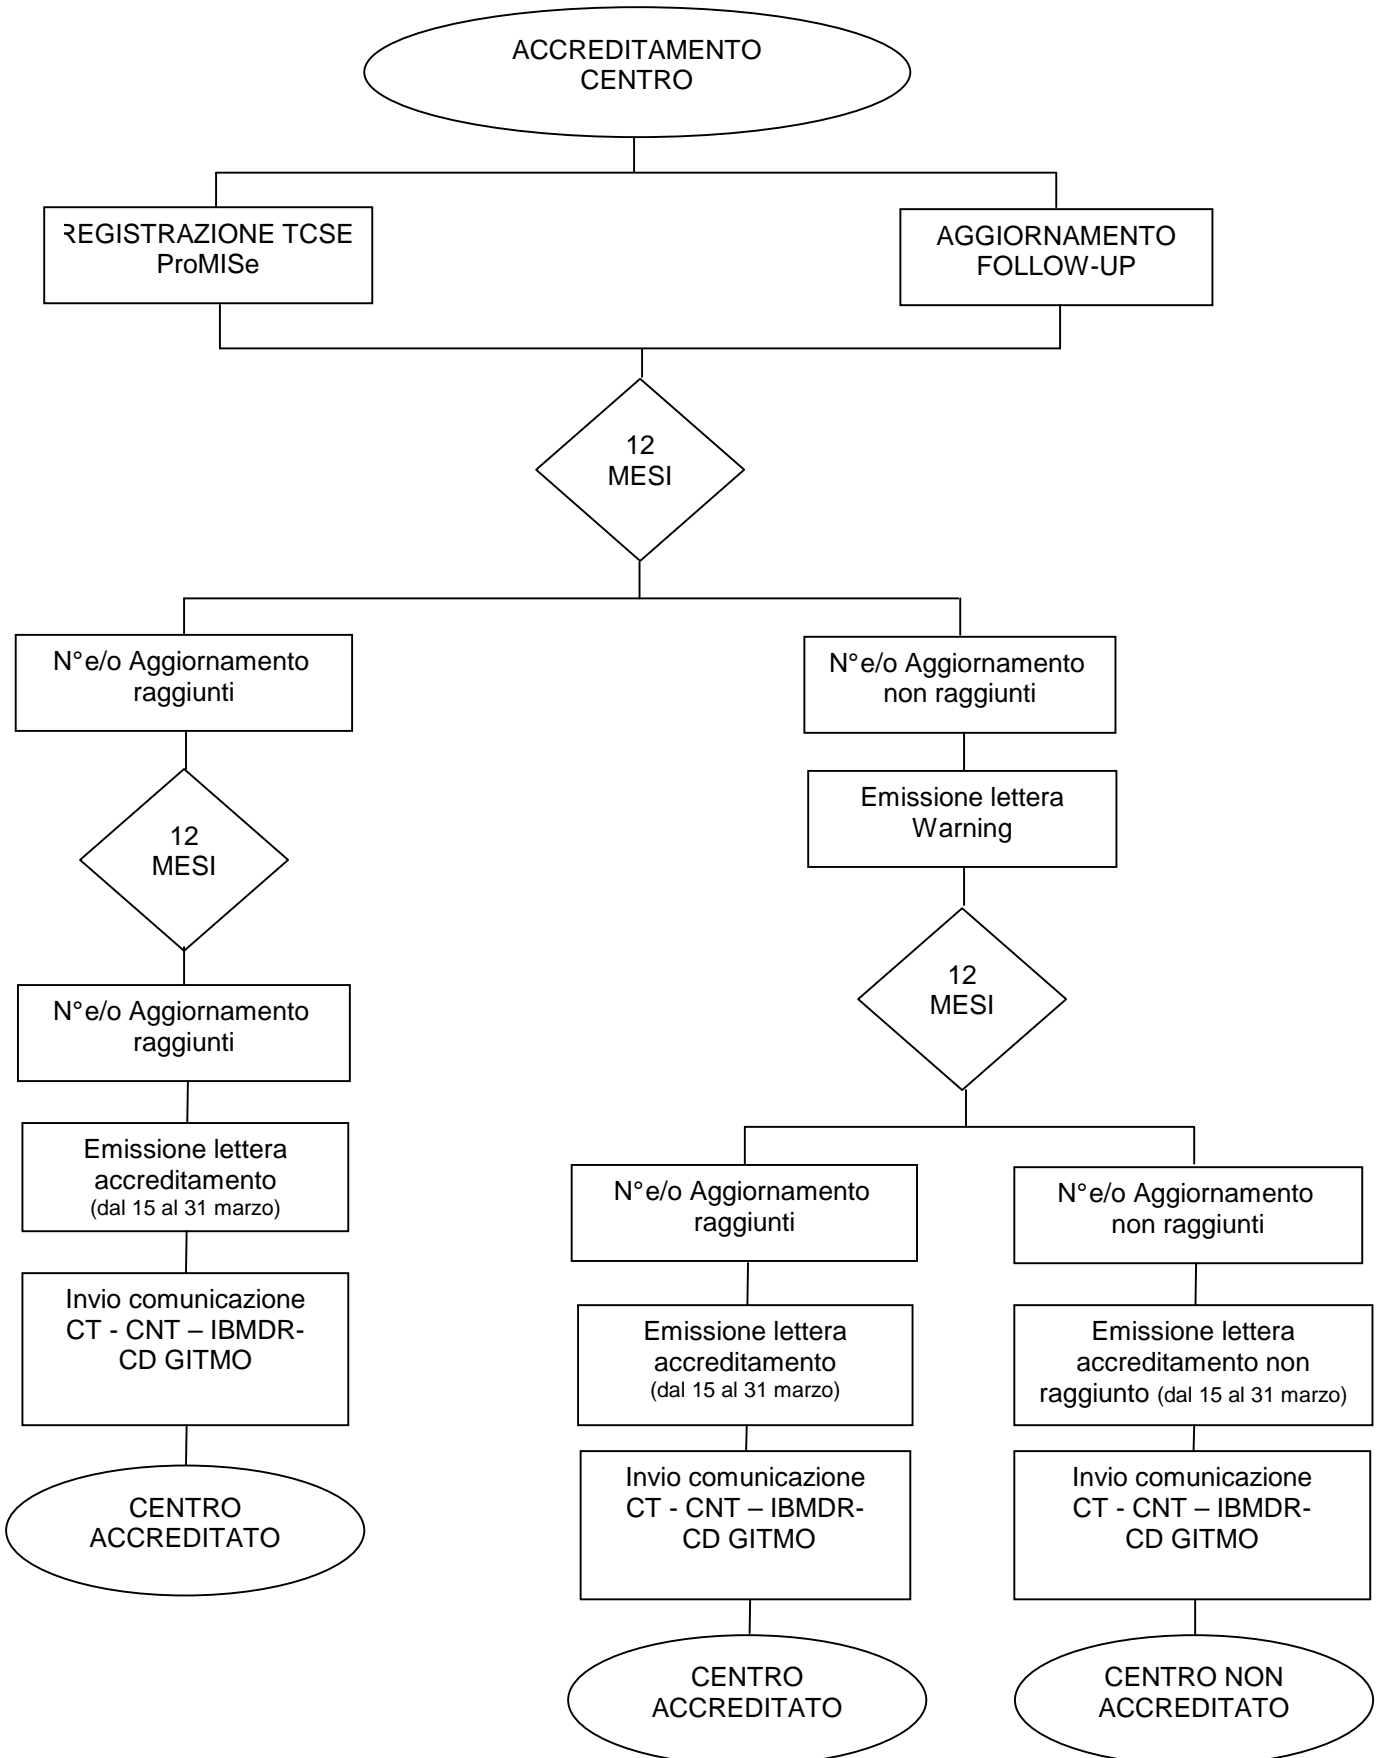 ACCREDITAMENTO
CENTRO
REGISTRAZIONE TCSE
ProMISe
AGGIORNAMENTO
FOLLOW-UP
12
MESI
N° e/o Aggiornamento
raggiunti
N° e/o Aggiornamento
non raggiunti
Emissione lettera
Warning
12
MESI
12
MESI
N° e/o Aggiornamento
raggiunti
Emissione lettera
accreditamento
(dal 15 al 31 marzo)
Invio comunicazione
CT - CNT – IBMDR-
CD GITMO
CENTRO
ACCREDITATO
N° e/o Aggiornamento
raggiunti
Emissione lettera
accreditamento
(dal 15 al 31 marzo)
Invio comunicazione
CT - CNT – IBMDR-
CD GITMO
CENTRO
ACCREDITATO
N° e/o Aggiornamento
non raggiunti
Emissione lettera
accreditamento non
raggiunto (dal 15 al 31 marzo)
Invio comunicazione
CT - CNT – IBMDR-
CD GITMO
CENTRO NON
ACCREDITATO